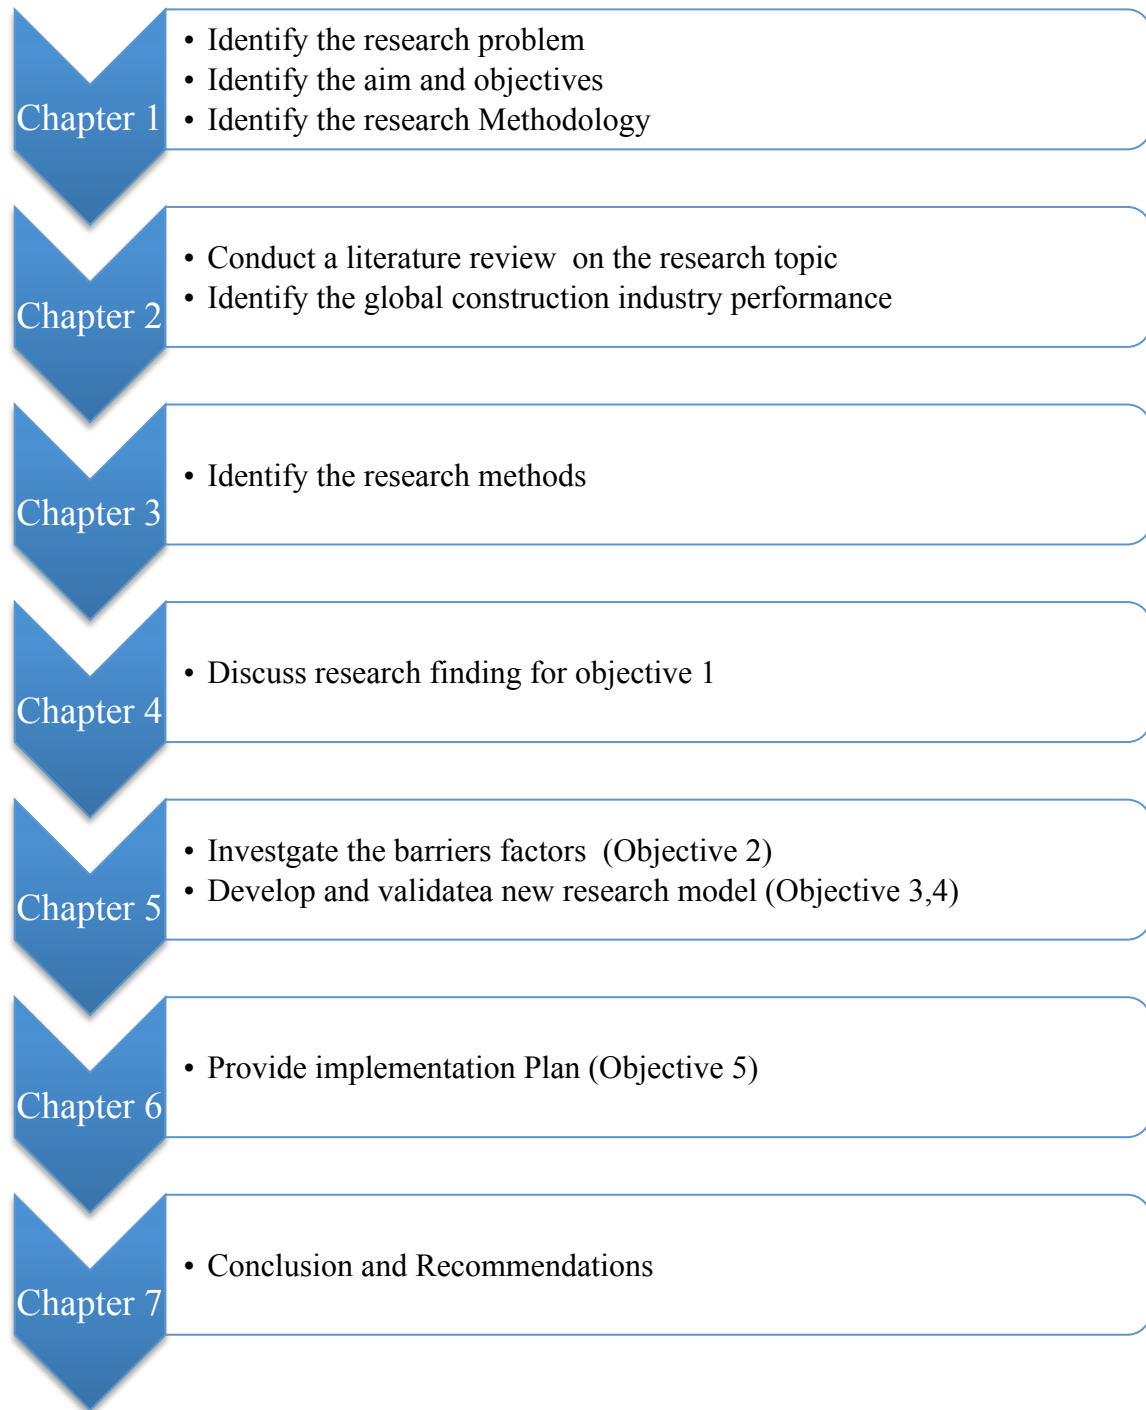 Chapter 1
• Identify the research problem
• Identify the aim and objectives
• Identify the research Methodology
Chapter 2
• Conduct a literature review  on the research topic
• Identify the global construction industry performance
Chapter 3
• Identify the research methods
Chapter 4
• Discuss research finding for objective 1
Chapter 5
• Investgate the barriers factors  (Objective 2)
• Develop and validatea new research model (Objective 3,4)
Chapter 6
• Provide implementation Plan (Objective 5)
Chapter 7
• Conclusion and Recommendations